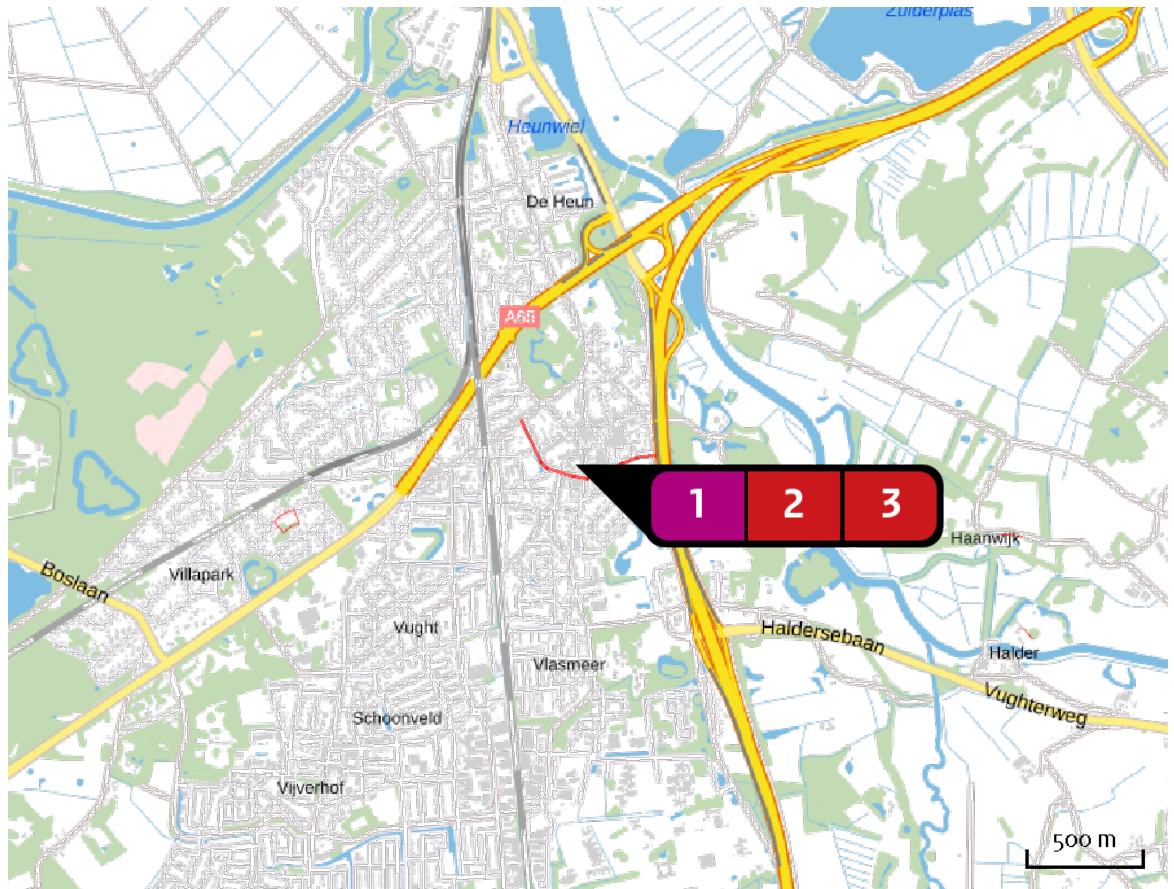 Zuiderplas
Heunwiel
De Heun
A65
1 2 3
Haanwijk
Boslaan
Villapark
Vught
Haldersebaan
Halder
Vlasmeer
Vughterweg
Schoonveld
Vijverhof
500 m